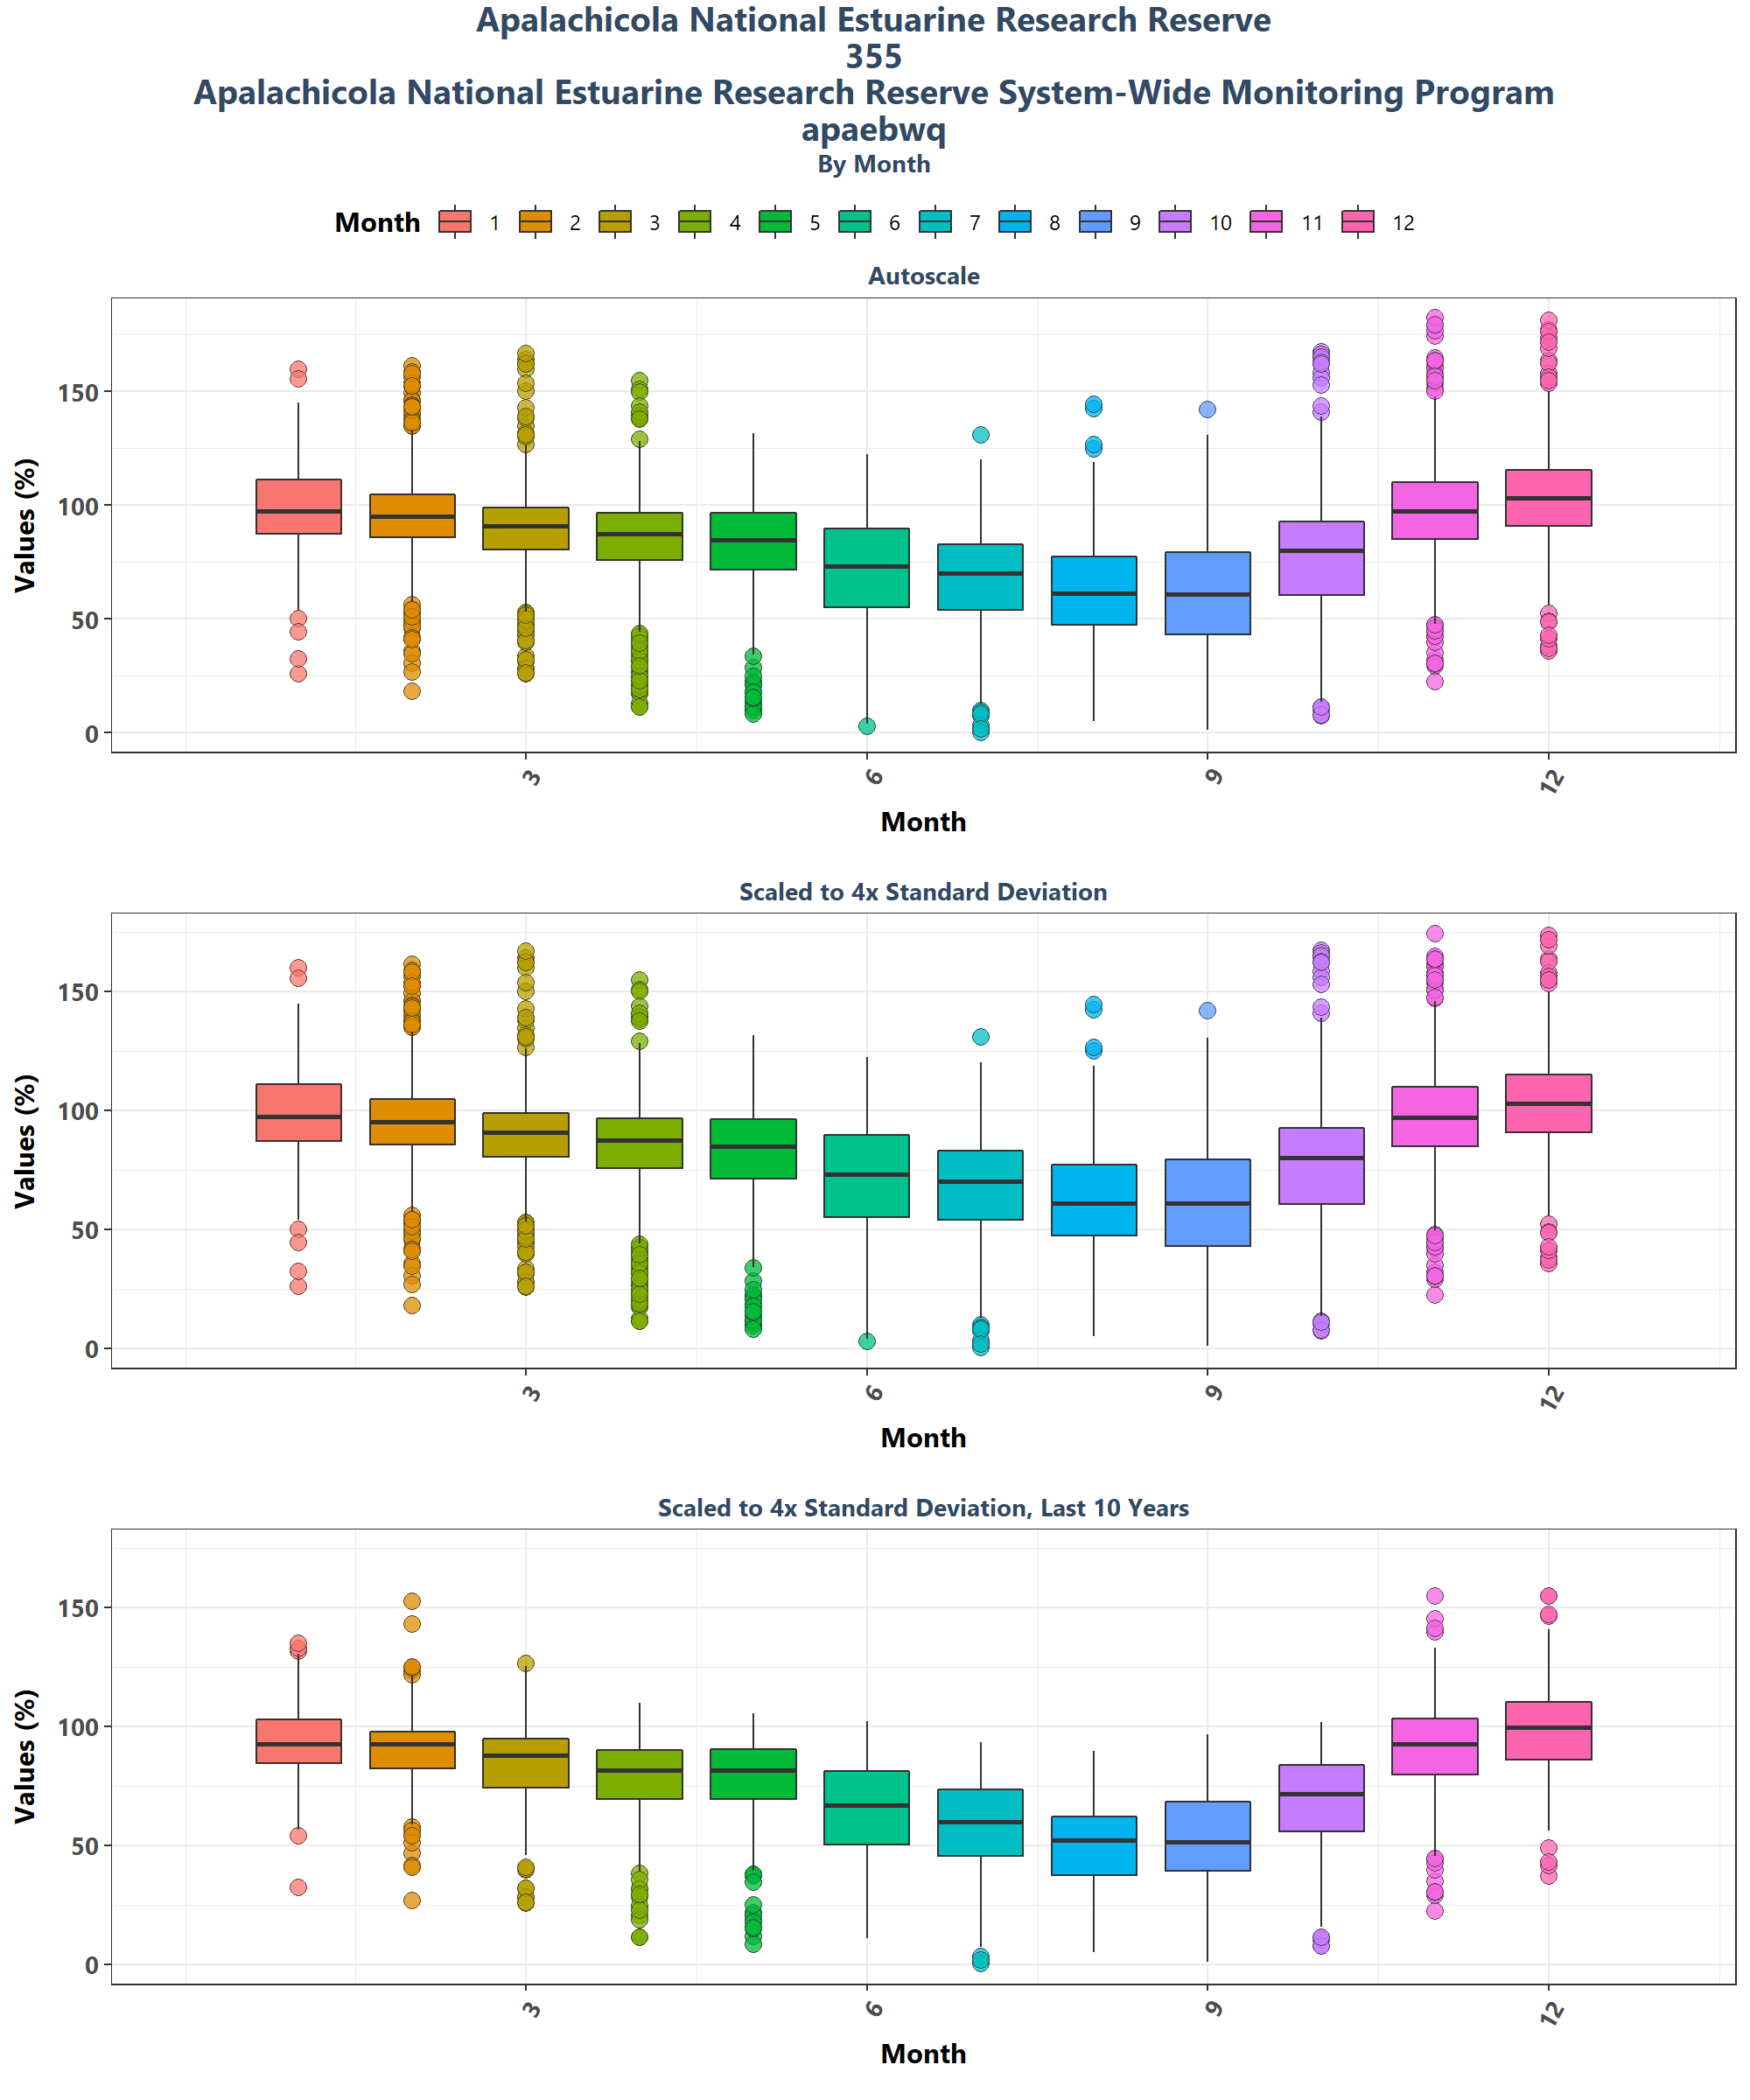 Apalachicola National Estuarine Research Reserve
355
Apalachicola National Estuarine Research Reserve System-Wide Monitoring Program
apaebwq
By Month
Month 1 2 3 4 5 6 7 8 9 10 11 12
Autoscale
Values (%)
150
100
50
0
3 6 9 12
Month
Scaled to 4x Standard Deviation
Values (%)
150
100
50
0
3 6 9 12
Month
Scaled to 4x Standard Deviation, Last 10 Years
Values (%)
150
100
50
0
3 6 9 12
Month